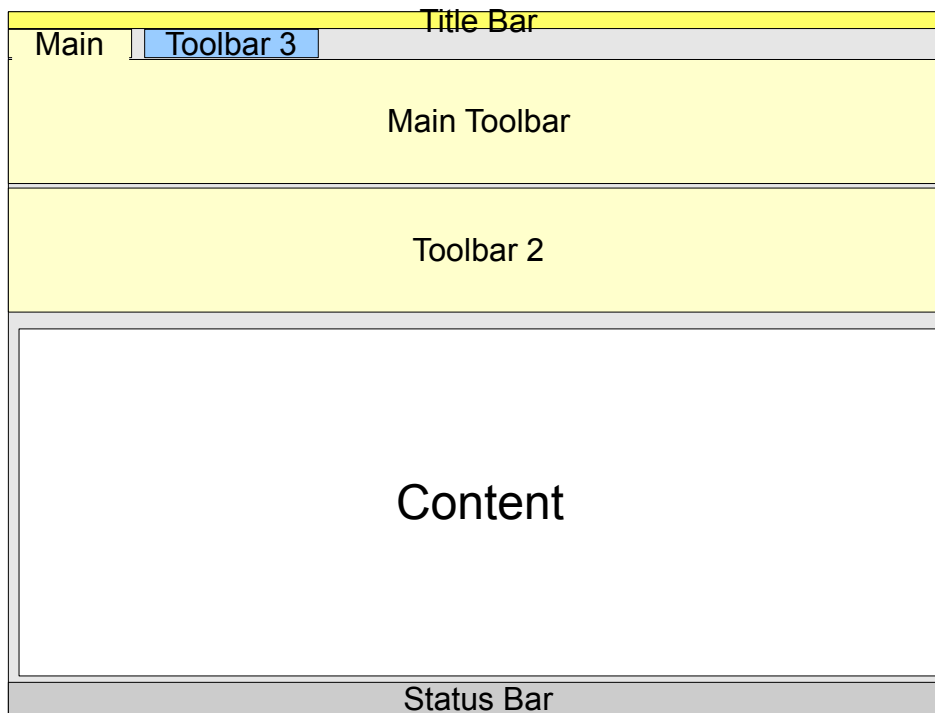 Title Bar
Main
Toolbar 3
Main Toolbar
Toolbar 2
Content
Status Bar